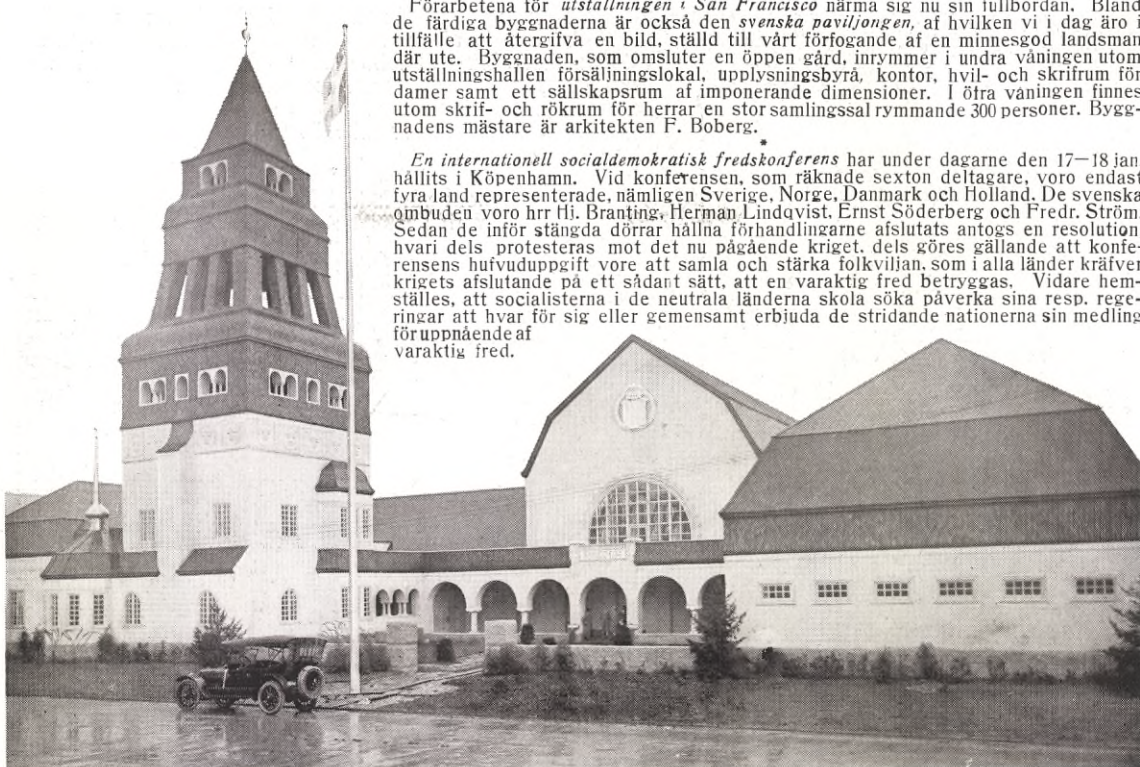 Förarbetena för utställningen i San Francisco närma sig nu sin fullbordan. Bland
de färdiga byggnaderna är också den svenska paviljongen, af hvilken vi i dag äro i
tillfälle att återgifva en bild, ställd till vårt förfogande af en minnesgod landsman
där ute. Byggnaden, som omsluter en öppen gård, inrymmer i undra våningen utom
utställningshallen försäljningslokal, upplysningsbyrå, kontor, hvil- och skrifrum för
damer samt ett sällskapsrum af imponerande dimensioner. I öfra våningen finnes
utom skrif- och rökrum för herrar en stor samlingssal rymmande 300 personer. Bygg-
nadens mästare är arkitekten F. Boberg.
*
En internationell socialdemokratisk fredskonferens har under dagarne den 17—18 jan
hållits i Köpenhamn. Vid konferensen, som räknade sexton deltagare, voro endast
fyra land representerade, nämligen Sverige, Norge, Danmark och Holland. De svenska
ombuden voro hrr Hj. Branting, Herman Lindqvist, Ernst Söderberg och Fredr. Ström.
Sedan de inför stängda dörrar hållna förhandlingarne afslutats antogs en resolution
hvari dels protesteras mot det nu pågående kriget, dels göres gällande att konfe-
rensens hufvuduppgift vore att samla och stärka folkviljan, som i alla länder kräfver
krigets afslutande på ett sådant sätt, att en varaktig fred betryggas. Vidare hem-
ställes, att socialisterna i de neutrala länderna skola söka påverka sina resp. rege-
ringar att hvar för sig eller gemensamt erbjuda de stridande nationerna sin medling
för uppnående af
varaktig fred.